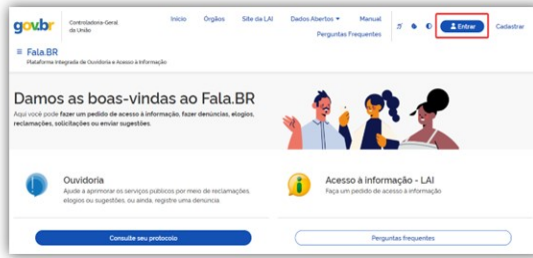 gov.br
Controladoria-Geral
da União
Início Órgãos Site da LAI Dados Abertos Manual
Perguntas Frequentes
Entrar
Cadastrar
Fala.BR
Plataforma Integrada de Ouvidoria e Acesso à Informação
Damos as boas-vindas ao Fala.BR
Aqui você pode fazer um pedido de acesso à informação, fazer denúncias, elogios,
reclamações, solicitações ou enviar sugestões.
Ouvidoria
Ajude a aprimorar os serviços públicos por meio de reclamações,
elogios ou sugestões, ou ainda, registre uma denúncia.
Acesso à informação - LAI
Faça um pedido de acesso à informação
Consulte seu protocolo
Perguntas frequentes